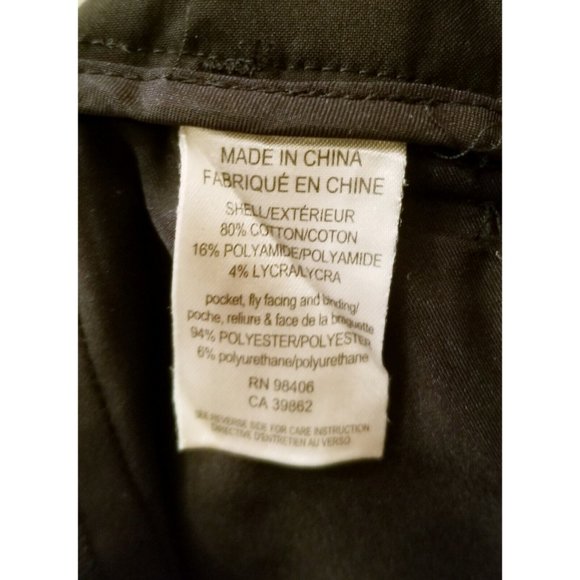 MADE IN CHINA
FABRIQUÉ EN CHINE
SHELL/EXTÉRIEUR
80% COTTON/COTON
16% POLYAMIDE/POLYAMIDE
4% LYCRA/LYCRA
pocket, fly facing and binding/
poche, reliure & face de la braguette
94% POLYESTER/POLYESTER
6% polyurethane/polyurethane
RN 98406
CA 39862
SEE REVERSE SIDE FOR CARE INSTRUCTION
DIRECTIVE D'ENTRETIEN AU VERSO